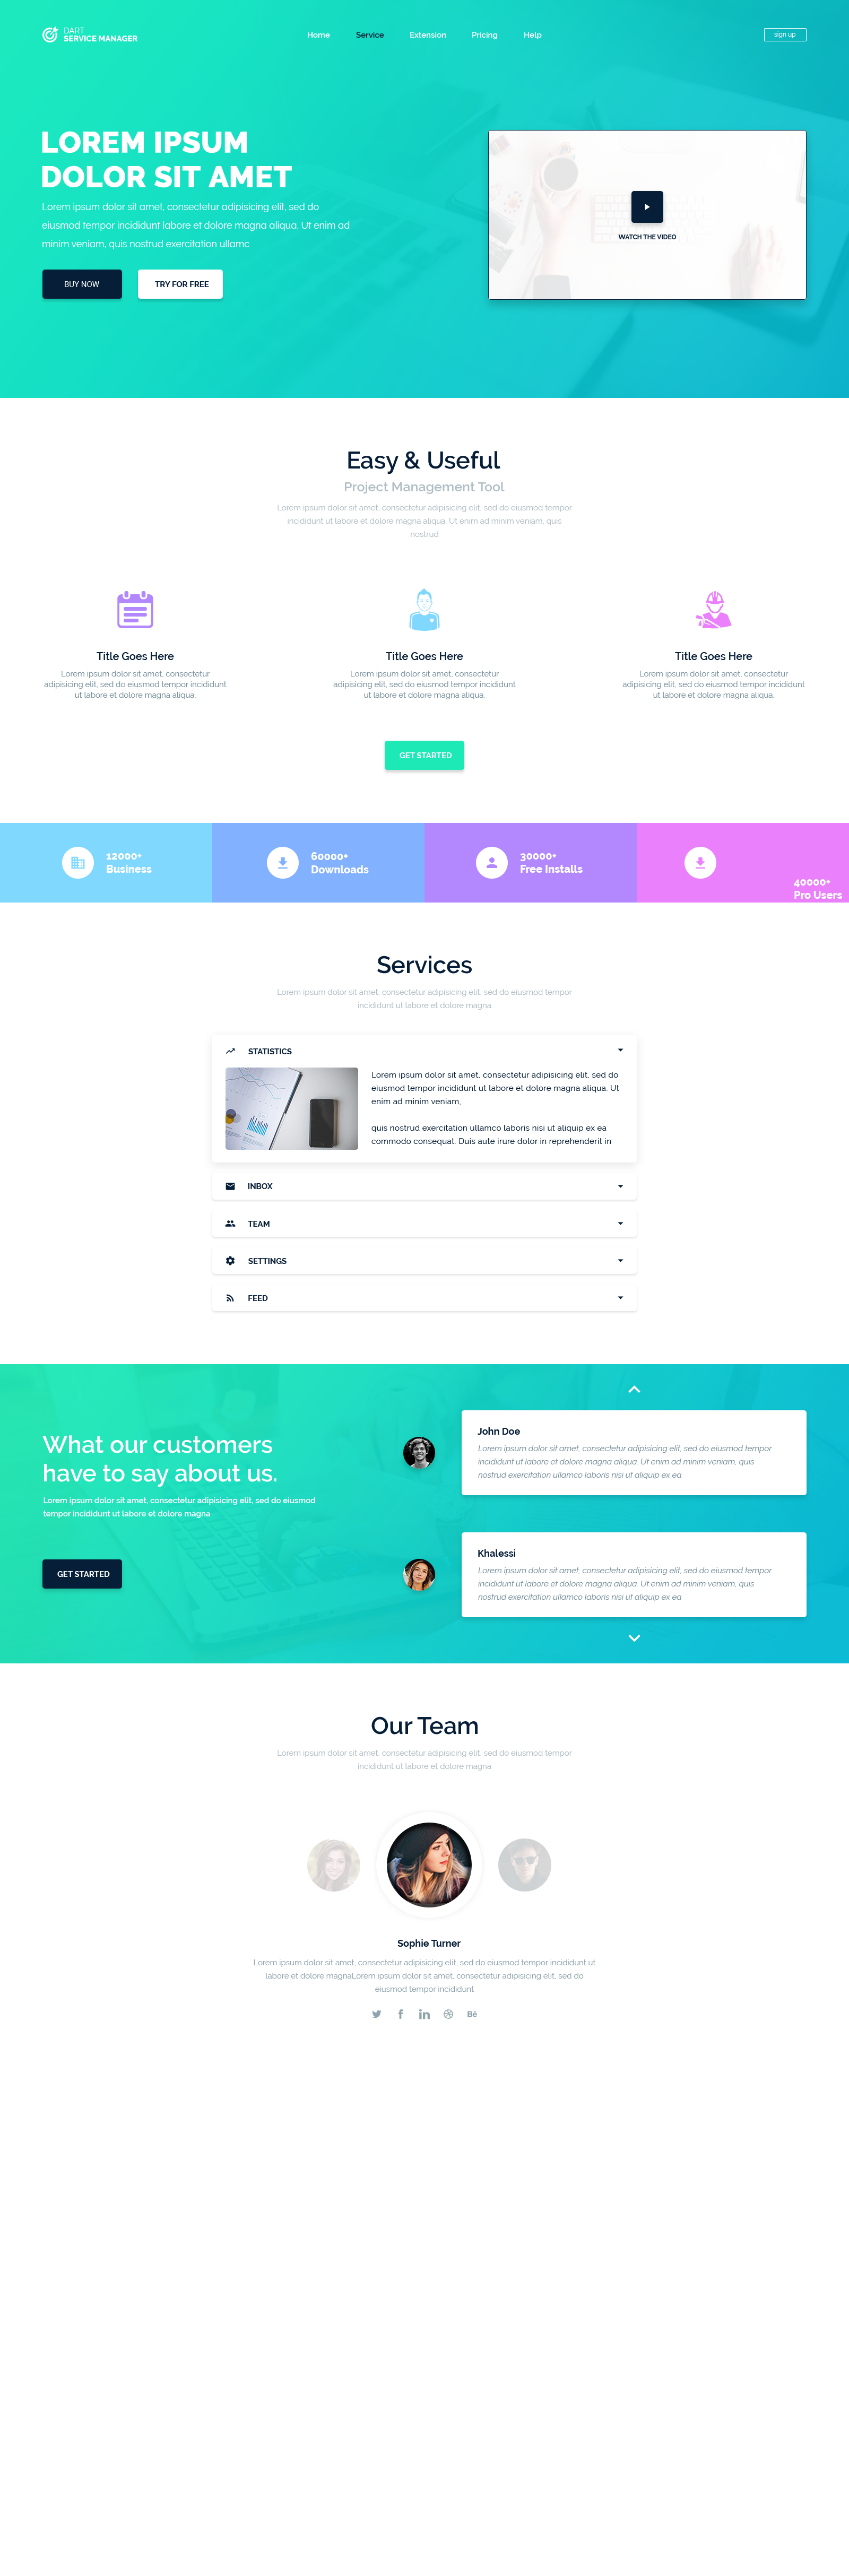 DART
SERVICE MANAGER
Home
Service
Extension
Pricing
Help
sign up
LOREM IPSUM
DOLOR SIT AMET
Lorem ipsum dolor sit amet, consectetur adipisicing elit, sed do
eiusmod tempor incididunt ut labore et dolore magna aliqua. Ut enim ad
minim veniam, quis nostrud exercitation ullamc
BUY NOW
TRY FOR FREE
WATCH THE VIDEO
Easy & Useful
Project Management Tool
Lorem ipsum dolor sit amet, consectetur adipisicing elit, sed do eiusmod tempor
incididunt ut labore et dolore magna aliqua. Ut enim ad minim veniam, quis
nostrud
Title Goes Here
Lorem ipsum dolor sit amet, consectetur
adipisicing elit, sed do eiusmod tempor incididunt
ut labore et dolore magna aliqua.
Title Goes Here
Lorem ipsum dolor sit amet, consectetur
adipisicing elit, sed do eiusmod tempor incididunt
ut labore et dolore magna aliqua.
Title Goes Here
Lorem ipsum dolor sit amet, consectetur
adipisicing elit, sed do eiusmod tempor incididunt
ut labore et dolore magna aliqua.
GET STARTED
12000+
Business
60000+
Downloads
30000+
Free Installs
40000+
Pro Users
Services
Lorem ipsum dolor sit amet, consectetur adipisicing elit, sed do eiusmod tempor
incididunt ut labore et dolore magna
STATISTICS
Lorem ipsum dolor sit amet, consectetur adipisicing elit, sed do
eiusmod tempor incididunt ut labore et dolore magna aliqua. Ut
enim ad minim veniam,
quis nostrud exercitation ullamco laboris nisi ut aliquip ex ea
commodo consequat. Duis aute irure dolor in reprehenderit in
INBOX
TEAM
SETTINGS
FEED
What our customers
have to say about us.
Lorem ipsum dolor sit amet, consectetur adipisicing elit, sed do eiusmod
tempor incididunt ut labore et dolore magna
GET STARTED
John Doe
Lorem ipsum dolor sit amet, consectetur adipisicing elit, sed do eiusmod tempor
incididunt ut labore et dolore magna aliqua. Ut enim ad minim veniam, quis
nostrud exercitation ullamco laboris nisi ut aliquip ex ea
Khalessi
Lorem ipsum dolor sit amet, consectetur adipisicing elit, sed do eiusmod tempor
incididunt ut labore et dolore magna aliqua. Ut enim ad minim veniam, quis
nostrud exercitation ullamco laboris nisi ut aliquip ex ea
Our Team
Lorem ipsum dolor sit amet, consectetur adipisicing elit, sed do eiusmod tempor
incididunt ut labore et dolore magna
Sophie Turner
Lorem ipsum dolor sit amet, consectetur adipisicing elit, sed do eiusmod tempor incididunt ut
labore et dolore magnaLorem ipsum dolor sit amet, consectetur adipisicing elit, sed do
eiusmod tempor incididunt